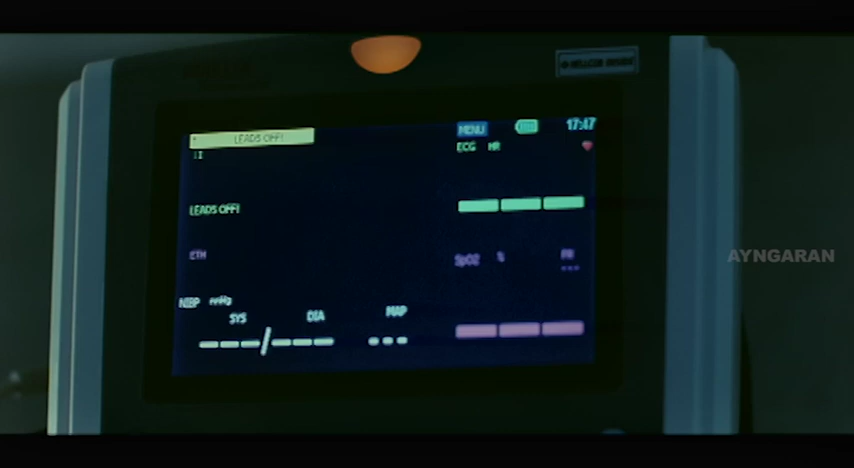 LEADS OFF!
II
MENU
17:47
ECG HR
LEADS OFF!
ETH
SpO2 % PR
---
NIBP mmHg
SYS DIA MAP
---/--- ---
AYNGARAN